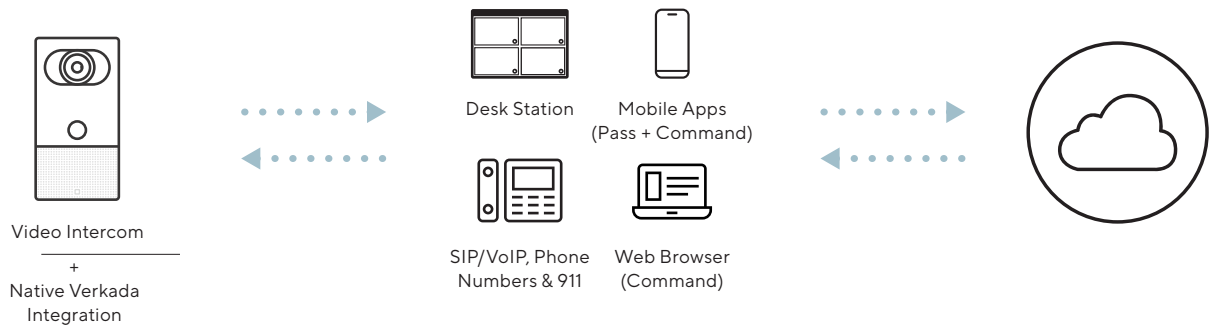 Video Intercom
+
Native Verkada
Integration
Desk Station
Mobile Apps
(Pass + Command)
SIP/VoIP, Phone
Numbers & 911
Web Browser
(Command)